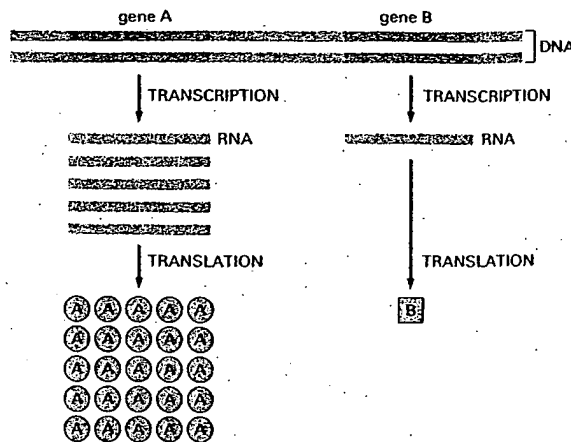 gene A gene B
DNA
TRANSCRIPTION TRANSCRIPTION
RNA RNA
TRANSLATION TRANSLATION
A A A A A B
A A A A A
A A A A A
A A A A A
A A A A A